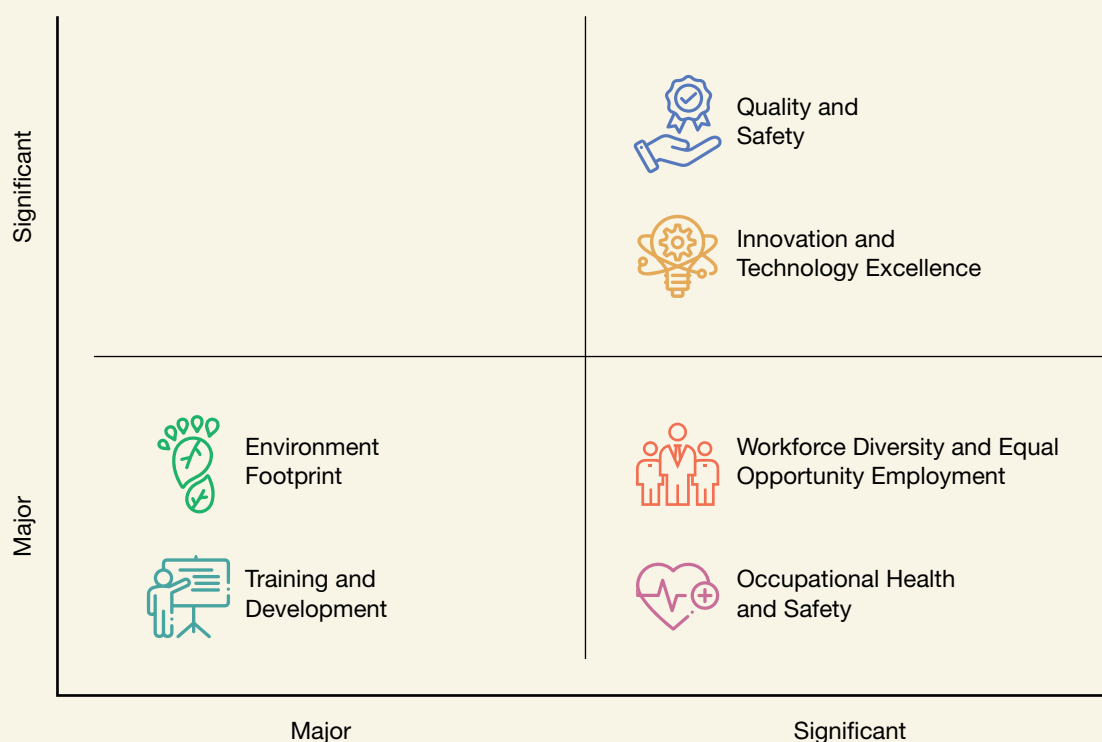 Significant
Quality and
Safety
Innovation and
Technology Excellence
Major
Environment
Footprint
Workforce Diversity and Equal
Opportunity Employment
Training and
Development
Occupational Health
and Safety
Major
Significant